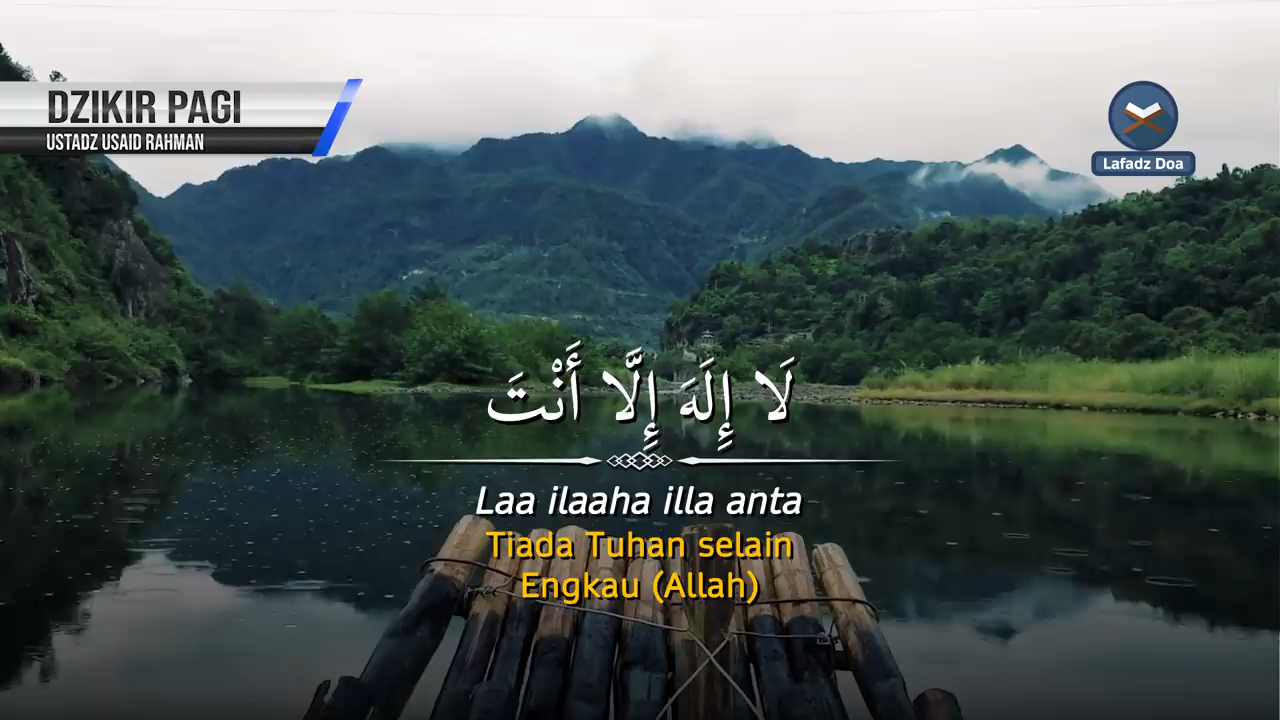 DZIKIR PAGI
USTADZ USAID RAHMAN
Lafadz Doa
لَا إِلَهَ إِلَّا أَنْتَ
Laa ilaaha illa anta
Tiada Tuhan selain
Engkau (Allah)